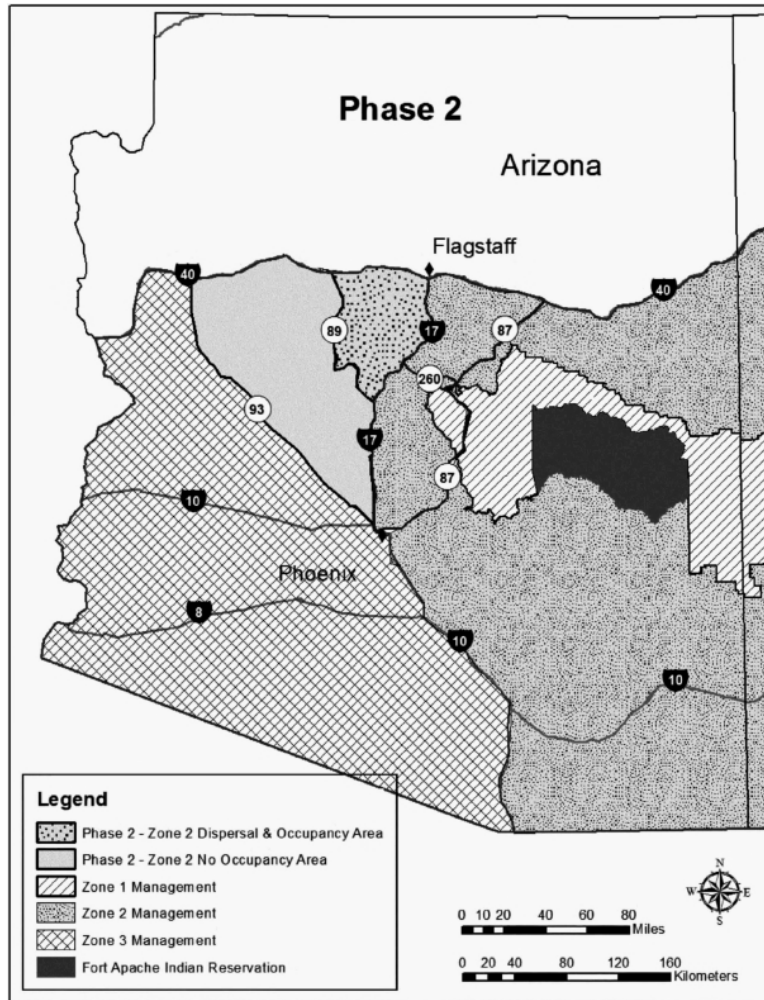 Phase 2
Arizona
Flagstaff
40
40
89
17
87
260
93
17
87
10
Phoenix
8
10
10
Legend
Phase 2 - Zone 2 Dispersal & Occupancy Area
Phase 2 - Zone 2 No Occupancy Area
Zone 1 Management
Zone 2 Management
Zone 3 Management
Fort Apache Indian Reservation
N
W E
S
0 10 20 40 60 80
Miles
0 20 40 80 120 160
Kilometers